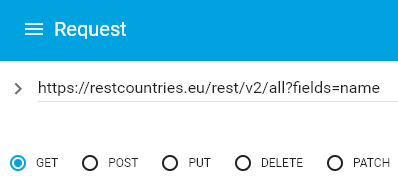 Request
https://restcountries.eu/rest/v2/all?fields=name
GET POST PUT DELETE PATCH